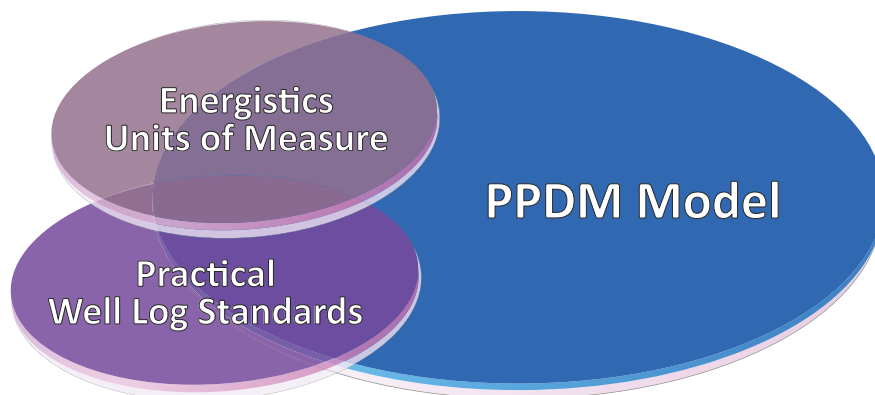 Energistics
Units of Measure
PPDM Model
Practical
Well Log Standards